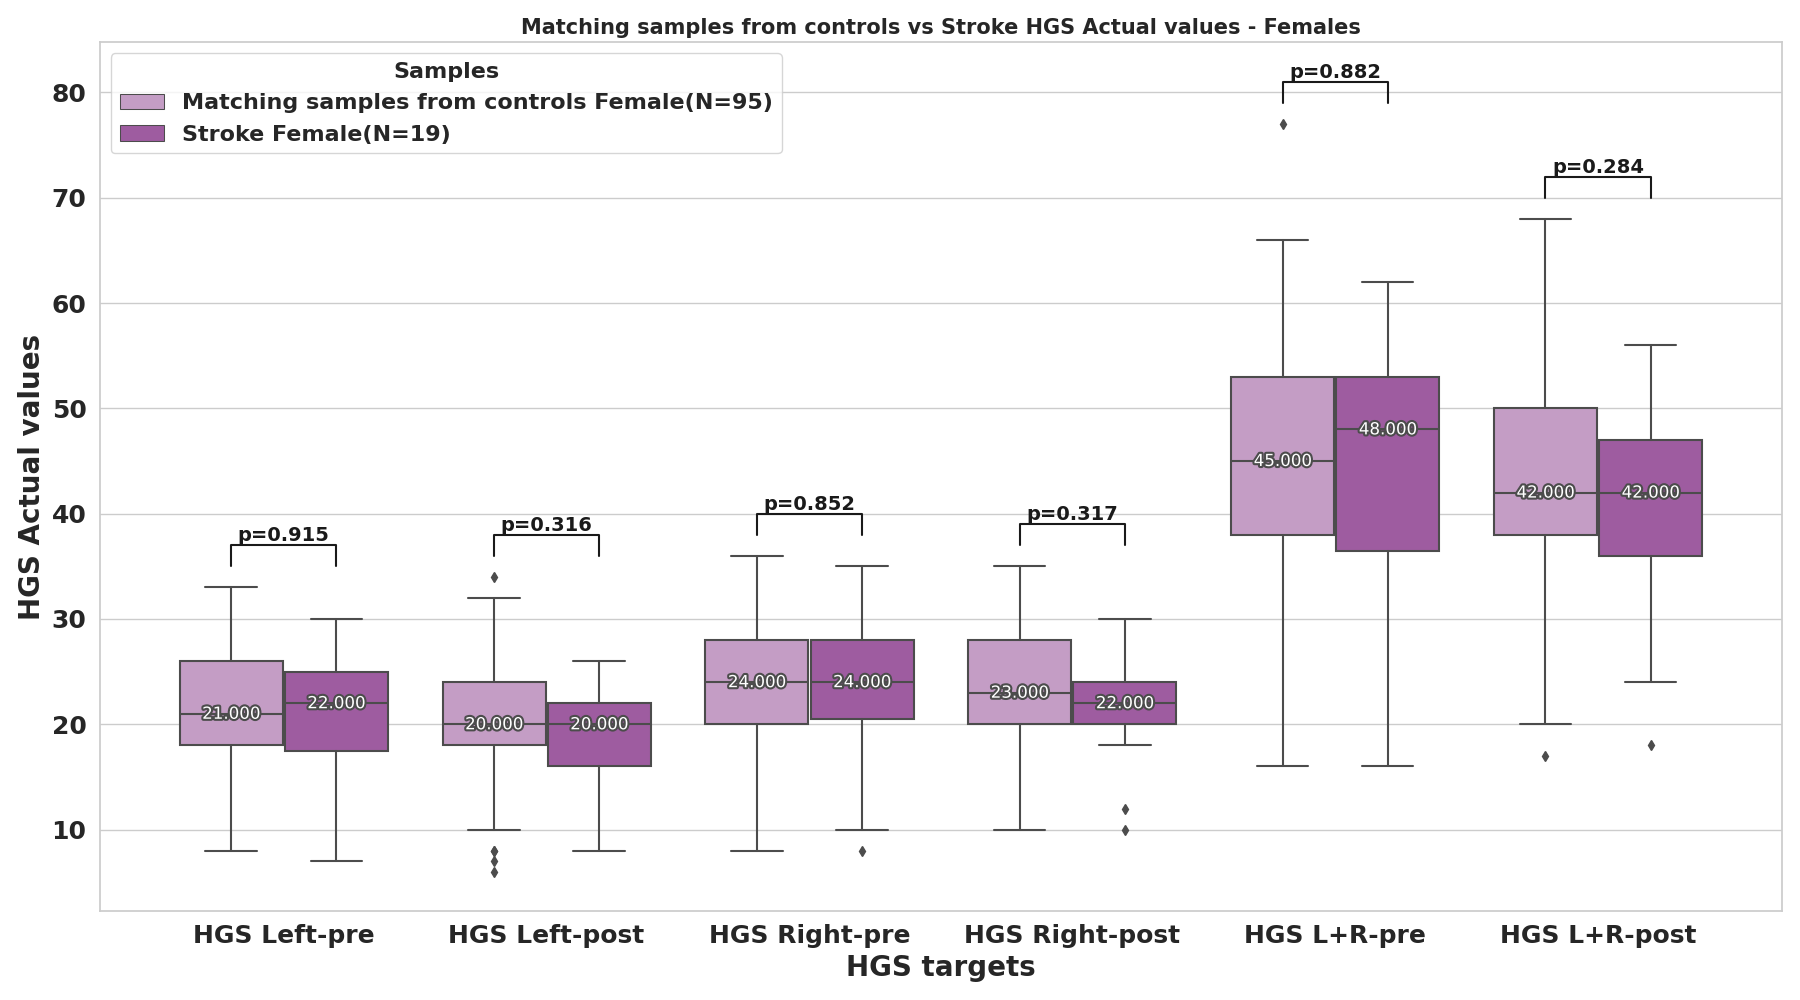 Matching samples from controls vs Stroke HGS Actual values - Females
Samples
Matching samples from controls Female(N=95)
Stroke Female(N=19)
HGS Actual values
80
70
60
50
40
30
20
10
p=0.915
p=0.316
p=0.852
p=0.317
p=0.882
p=0.284
21.000
22.000
20.000
20.000
24.000
24.000
23.000
22.000
45.000
48.000
42.000
42.000
HGS Left-pre
HGS Left-post
HGS Right-pre
HGS Right-post
HGS L+R-pre
HGS L+R-post
HGS targets